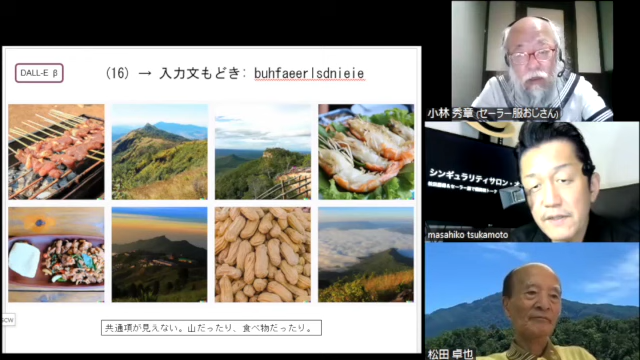 DALL-E β
(16) → 入力文もどき: buhfaeerlsdnieie
共通項が見えない。山だったり、食べ物だったり。
小林 秀章 (セーラー服おじさん)
シンギュラリティサロン・オ
masahiko tsukamoto
松田 卓也